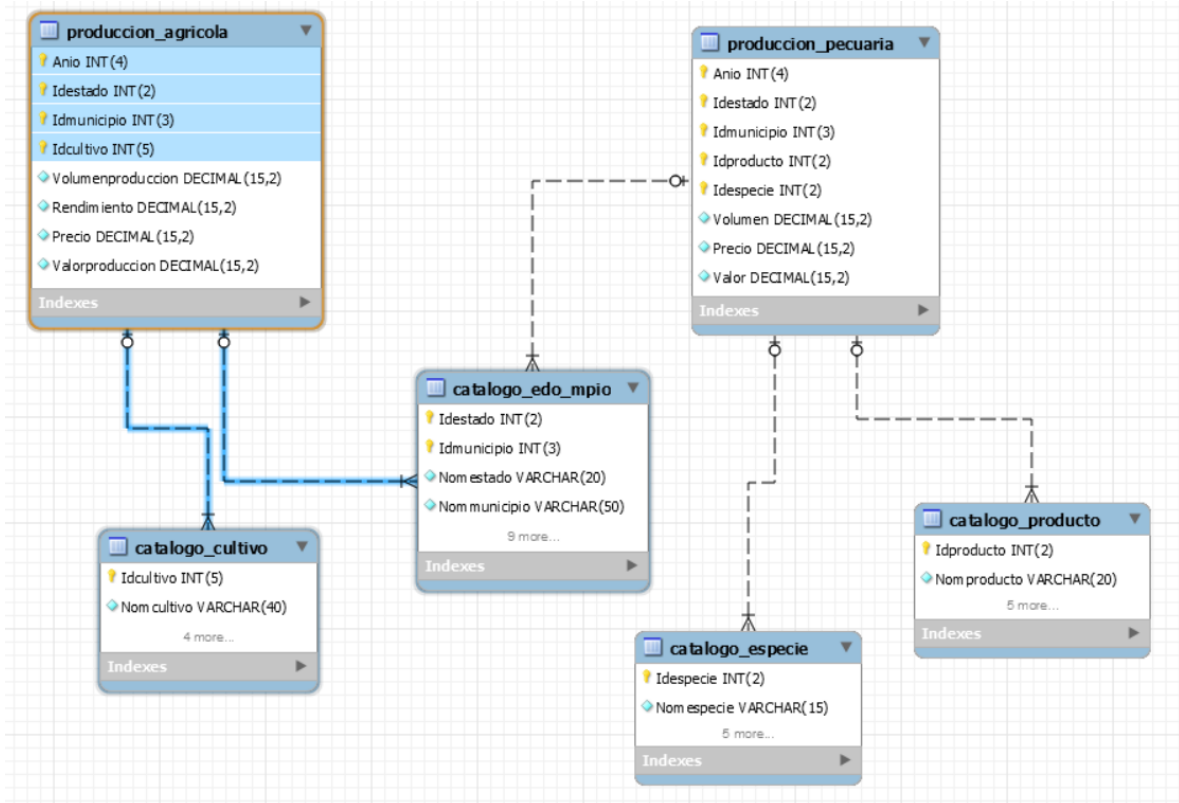 produccion_agricola
Anio INT(4)
Idestado INT(2)
Idmunicipio INT(3)
Idcultivo INT(5)
Volumenproduccion DECIMAL(15,2)
Rendimiento DECIMAL(15,2)
Precio DECIMAL(15,2)
Valorproduccion DECIMAL(15,2)
Indexes
produccion_pecuaria
Anio INT(4)
Idestado INT(2)
Idmunicipio INT(3)
Idproducto INT(2)
Idespecie INT(2)
Volumen DECIMAL(15,2)
Precio DECIMAL(15,2)
Valor DECIMAL(15,2)
Indexes
catalogo_edo_mpio
Idestado INT(2)
Idmunicipio INT(3)
Nomestado VARCHAR(20)
Nommunicipio VARCHAR(50)
9 more...
Indexes
catalogo_cultivo
Idcultivo INT(5)
Nomcultivo VARCHAR(40)
4 more...
Indexes
catalogo_producto
Idproducto INT(2)
Nomproducto VARCHAR(20)
5 more...
Indexes
catalogo_especie
Idespecie INT(2)
Nomespecie VARCHAR(15)
5 more...
Indexes